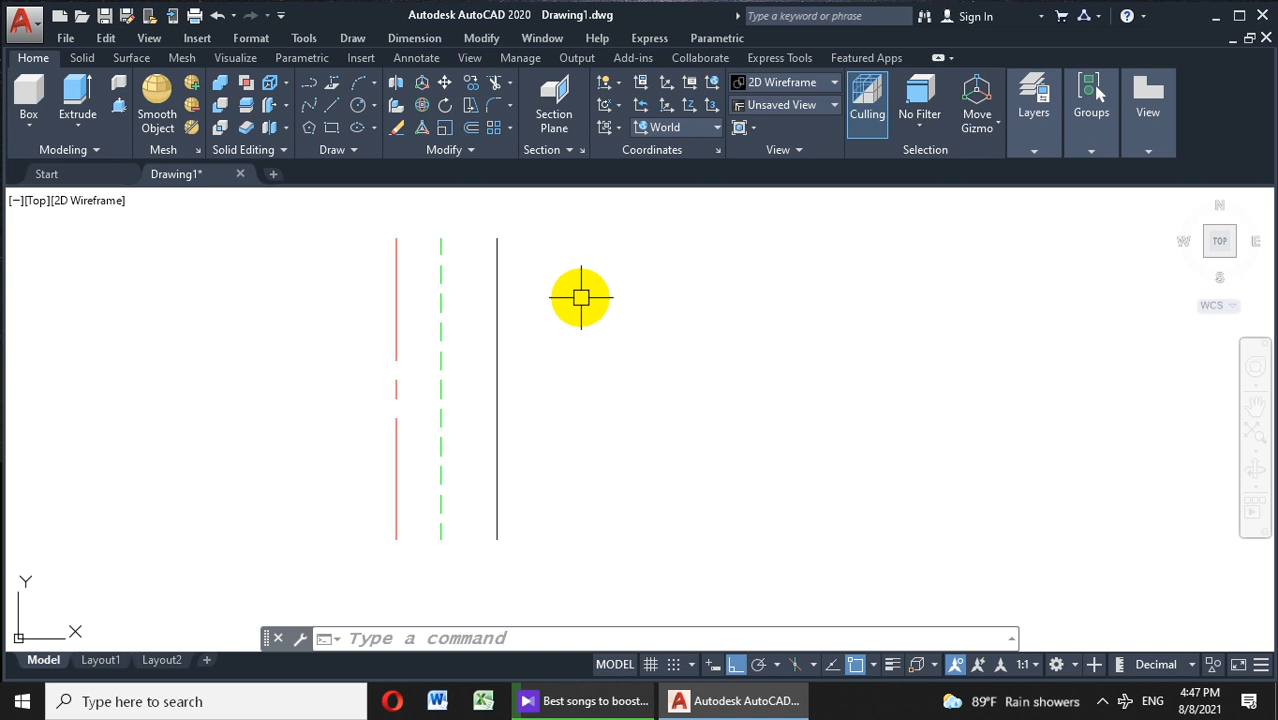 Autodesk AutoCAD 2020 Drawing1.dwg
Type a keyword or phrase
Sign In
File Edit View Insert Format Tools Draw Dimension Modify Window Help Express Parametric
Home Solid Surface Mesh Visualize Parametric Insert Annotate View Manage Output Add-ins Collaborate Express Tools Featured Apps
Box
Extrude
Smooth
Object
Section
Plane
World
2D Wireframe
Unsaved View
Culling
No Filter
Move
Gizmo
Layers
Groups
View
Modeling
Mesh
Solid Editing
Draw
Modify
Section
Coordinates
View
Selection
Start
Drawing1*
[−][Top][2D Wireframe]
N
W TOP E
S
WCS
Y
X
Type a command
Model Layout1 Layout2
MODEL
1:1
Decimal
Type here to search
Best songs to boost...
Autodesk AutoCAD...
89°F Rain showers
ENG
4:47 PM
8/8/2021